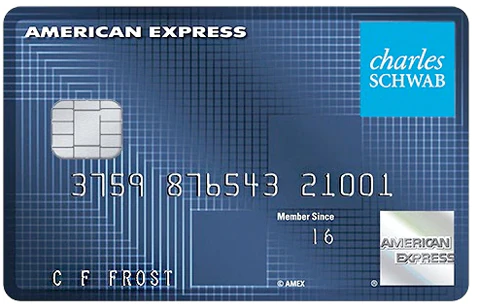 AMERICAN EXPRESS
charles
SCHWAB
3759 876543 21001
Member Since
16
AMERICAN
EXPRESS
C F FROST
© AMEX
®